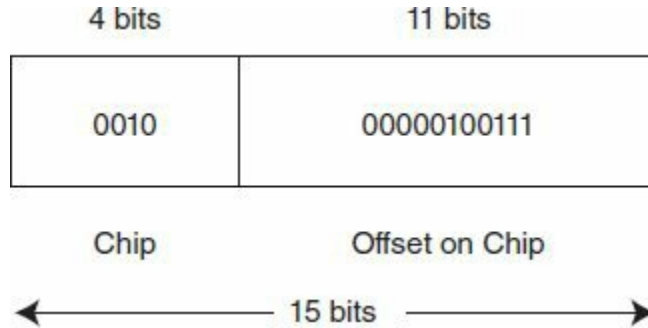 4 bits 11 bits
0010 00000100111
Chip Offset on Chip
15 bits